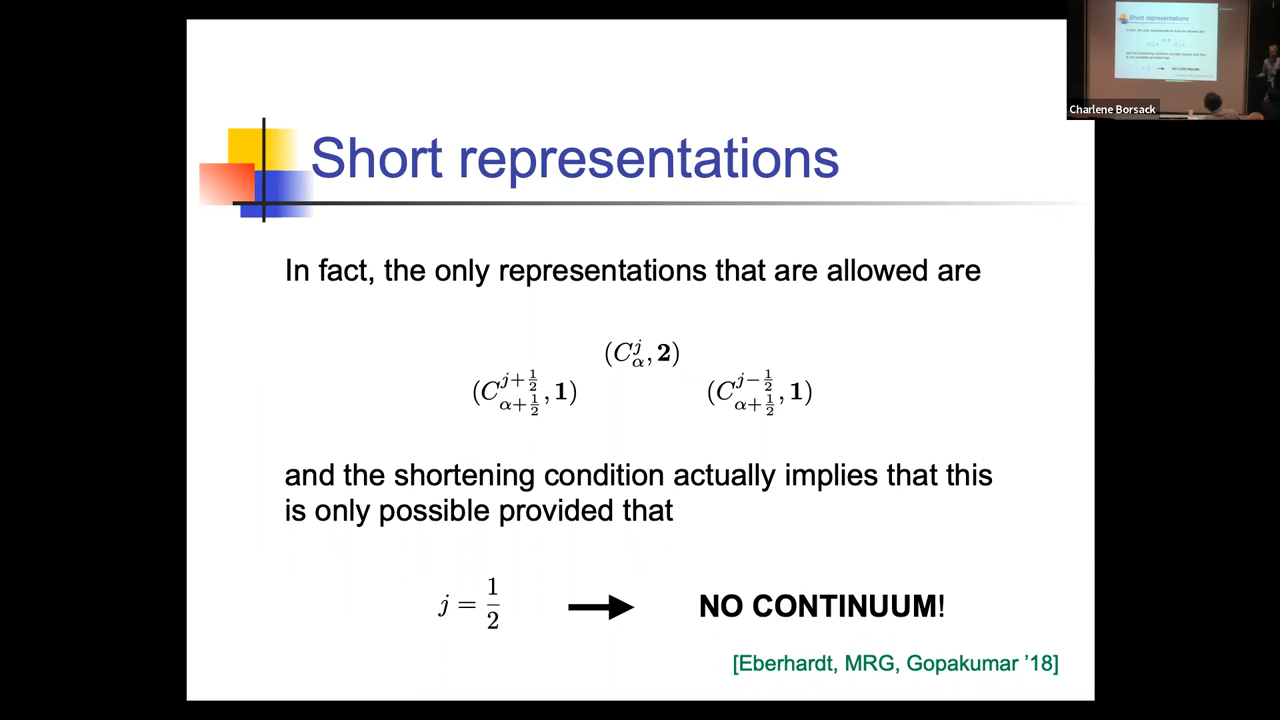 Short representations
In fact, the only representations that are allowed are
(C^j_α, 2)
(C^{j+1/2}_{α+1/2}, 1) (C^{j-1/2}_{α+1/2}, 1)
and the shortening condition actually implies that this
is only possible provided that
j = 1/2 → NO CONTINUUM!
[Eberhardt, MRG, Gopakumar ’18]
Short representations
Charlene Borsack